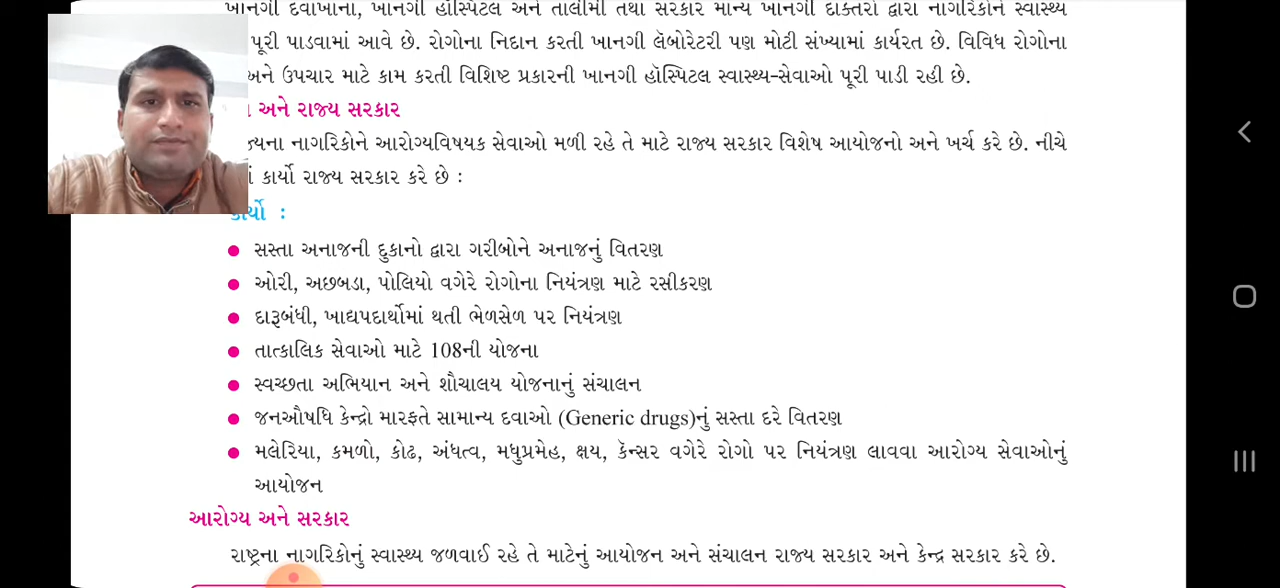 ખાનગી દવાખાના, ખાનગી હૉસ્પિટલ અને તાલીમી તથા સરકાર માન્ય ખાનગી દાક્તરો દ્વારા નાગરિકોને સ્વાસ્થ્ય
પૂરી પાડવામાં આવે છે. રોગોના નિદાન કરતી ખાનગી લૅબોરેટરી પણ મોટી સંખ્યામાં કાર્યરત છે. વિવિધ રોગોના
અને ઉપચાર માટે કામ કરતી વિશિષ્ટ પ્રકારની ખાનગી હૉસ્પિટલ સ્વાસ્થ્ય-સેવાઓ પૂરી પાડી રહી છે.
અને રાજ્ય સરકાર
નાગરિકોને આરોગ્યવિષયક સેવાઓ મળી રહે તે માટે રાજ્ય સરકાર વિશેષ આયોજનો અને ખર્ચ કરે છે. નીચે
કાર્યો રાજ્ય સરકાર કરે છે :
કાર્યો :
• સસ્તા અનાજની દુકાનો દ્વારા ગરીબોને અનાજનું વિતરણ
• ઓરી, અછબડા, પોલિયો વગેરે રોગોના નિયંત્રણ માટે રસીકરણ
• દારૂબંધી, ખાદ્યપદાર્થોમાં થતી ભેળસેળ પર નિયંત્રણ
• તાત્કાલિક સેવાઓ માટે 108ની યોજના
• સ્વચ્છતા અભિયાન અને શૌચાલય યોજનાનું સંચાલન
• જનઔષધિ કેન્દ્રો મારફતે સામાન્ય દવાઓ (Generic drugs)નું સસ્તા દરે વિતરણ
• મલેરિયા, કમળો, કોઢ, અંધત્વ, મધુપ્રમેહ, ક્ષય, કૅન્સર વગેરે રોગો પર નિયંત્રણ લાવવા આરોગ્ય સેવાઓનું
આયોજન
આરોગ્ય અને સરકાર
રાષ્ટ્રના નાગરિકોનું સ્વાસ્થ્ય જળવાઈ રહે તે માટેનું આયોજન અને સંચાલન રાજ્ય સરકાર અને કેન્દ્ર સરકાર કરે છે.